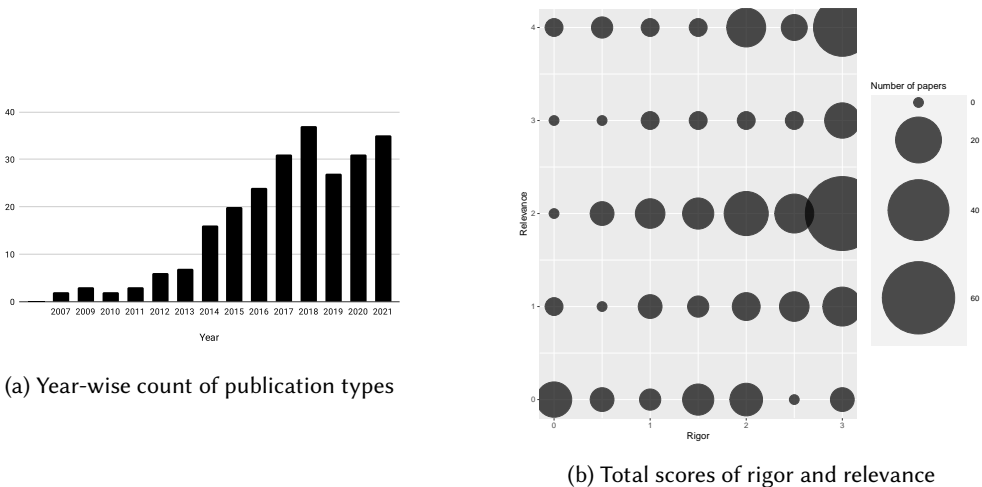 40
30
20
10
0
2007 2009 2010 2011 2012 2013 2014 2015 2016 2017 2018 2019 2020 2021
Year
(a) Year-wise count of publication types
4
3
2
1
0
Relevance
0 1 2 3
Rigor
Number of papers
0
20
40
60
(b) Total scores of rigor and relevance